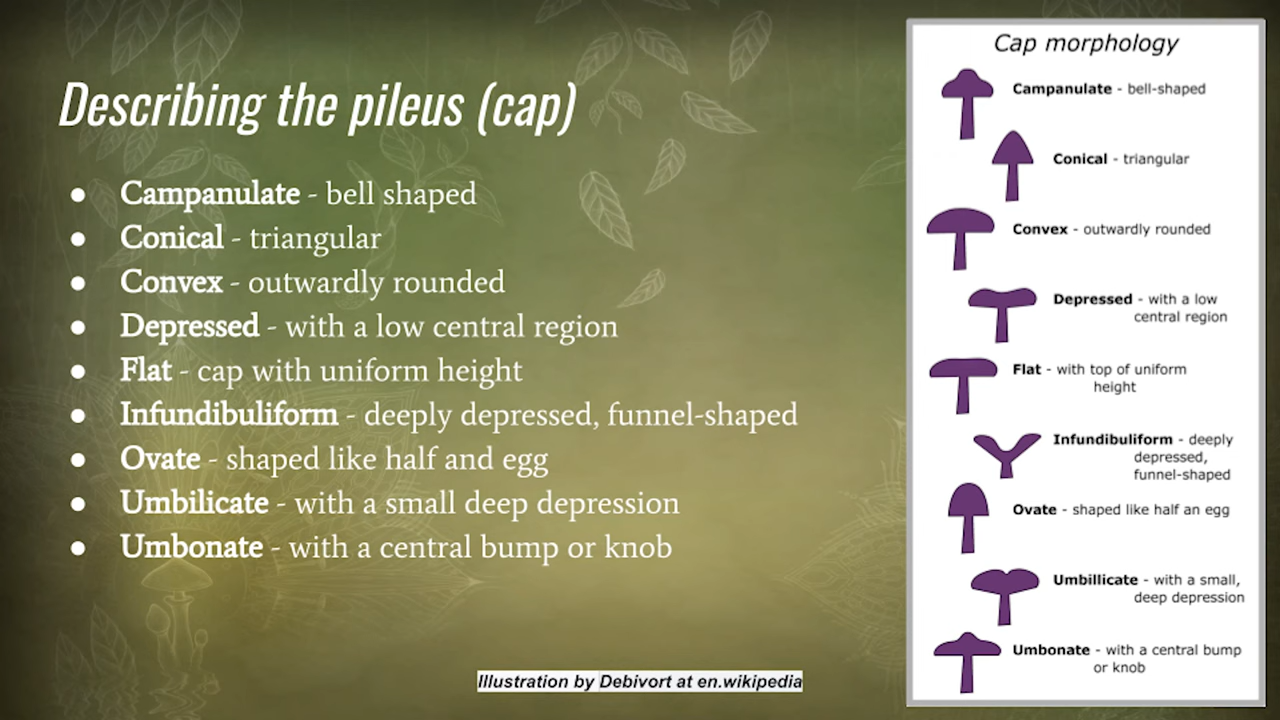 Describing the pileus (cap)
● Campanulate - bell shaped
● Conical - triangular
● Convex - outwardly rounded
● Depressed - with a low central region
● Flat - cap with uniform height
● Infundibuliform - deeply depressed, funnel-shaped
● Ovate - shaped like half and egg
● Umbilicate - with a small deep depression
● Umbonate - with a central bump or knob
Illustration by Debivort at en.wikipedia
Cap morphology
Campanulate - bell-shaped
Conical - triangular
Convex - outwardly rounded
Depressed - with a low
central region
Flat - with top of uniform
height
Infundibuliform - deeply
depressed,
funnel-shaped
Ovate - shaped like half an egg
Umbillicate - with a small,
deep depression
Umbonate - with a central bump
or knob